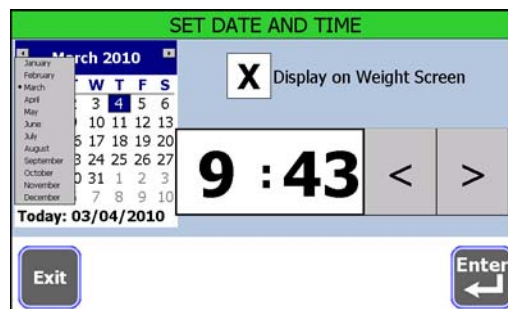 SET DATE AND TIME
March 2010
January
February
• March
April
May
June
July
August
September
October
November
December
W T F S
3 4 5 6
10 11 12 13
17 18 19 20
24 25 26 27
31 1 2 3
7 8 9 10
Today: 03/04/2010
X Display on Weight Screen
9 : 43 < >
Exit
Enter